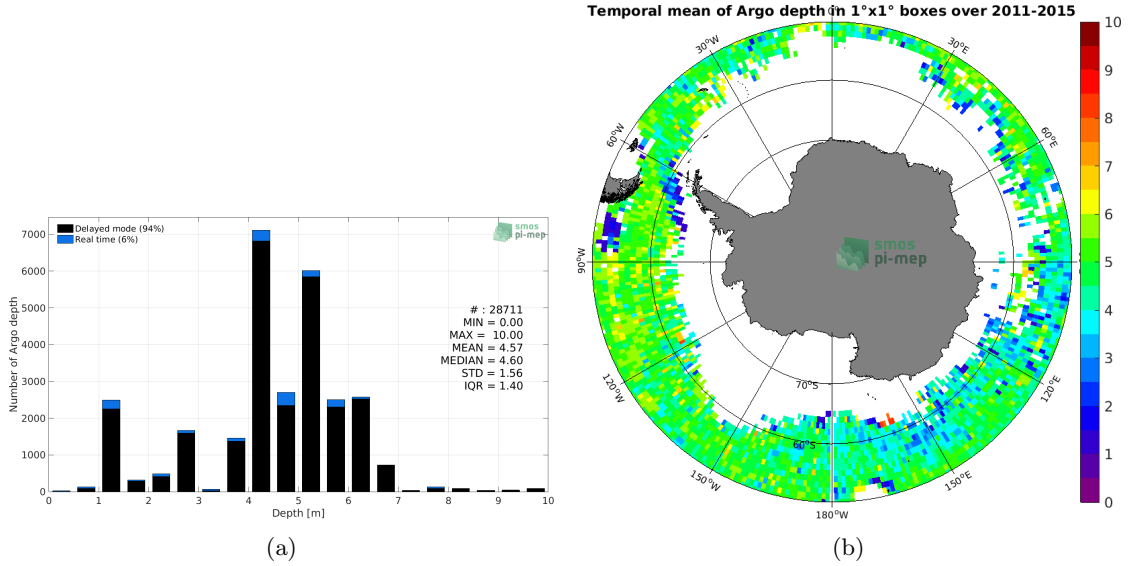 Temporal mean of Argo depth in 1°x1° boxes over 2011-2015
Delayed mode (94%)
Real time (6%)
smos
pi-mep
# : 28711
MIN = 0.00
MAX = 10.00
MEAN = 4.57
MEDIAN = 4.60
STD = 1.56
IQR = 1.40
Number of Argo depth
7000
6000
5000
4000
3000
2000
1000
0
0 1 2 3 4 5 6 7 8 9 10
Depth [m]
(a)
30°W
30°E
60°W
60°E
90°W
120°W
120°E
150°W
150°E
180°W
70°S
60°S
smos
pi-mep
10
9
8
7
6
5
4
3
2
1
0
(b)